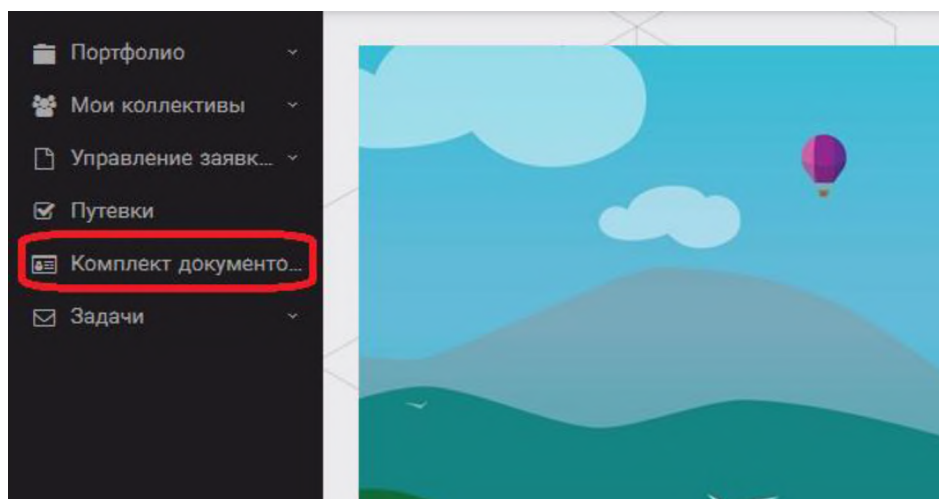 Портфолио
Мои коллективы
Управление заявк...
Путевки
Комплект документо...
Задачи